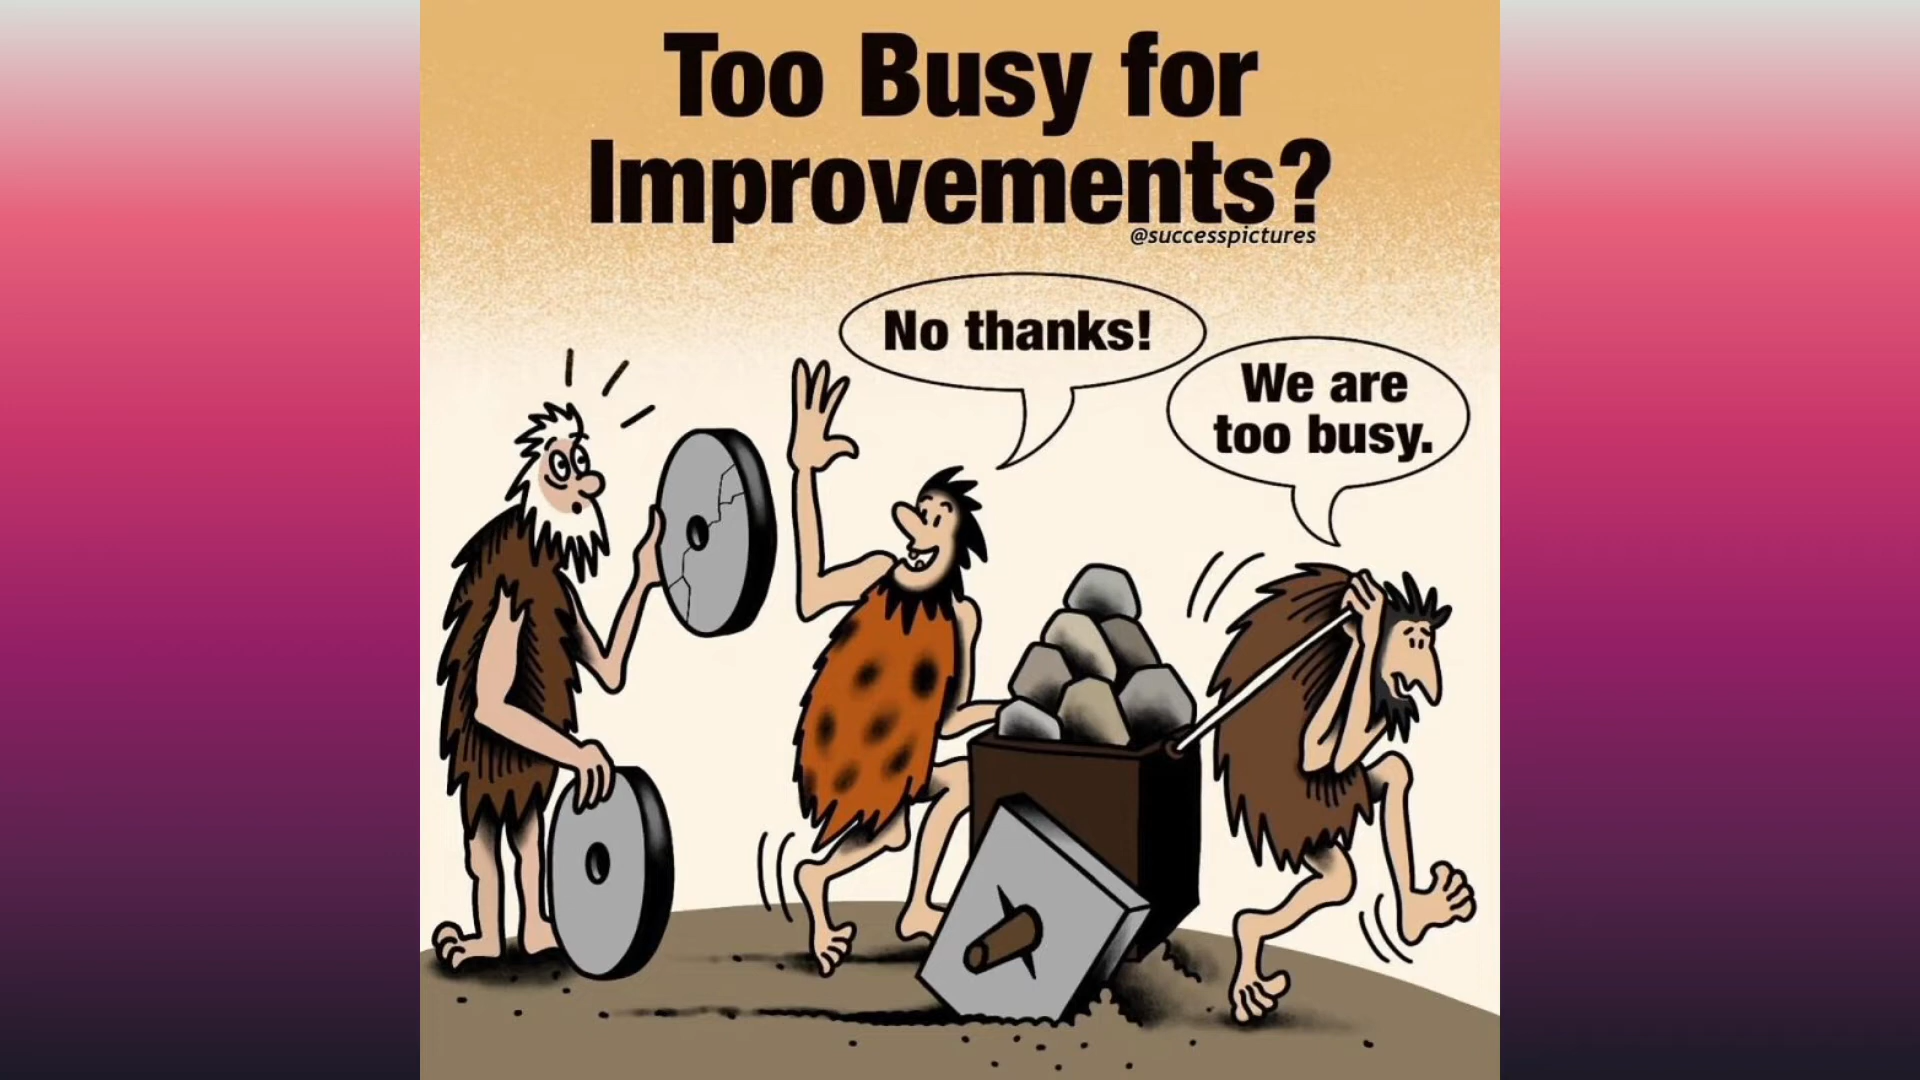 Too Busy for
Improvements?
@successpictures
No thanks!
We are
too busy.